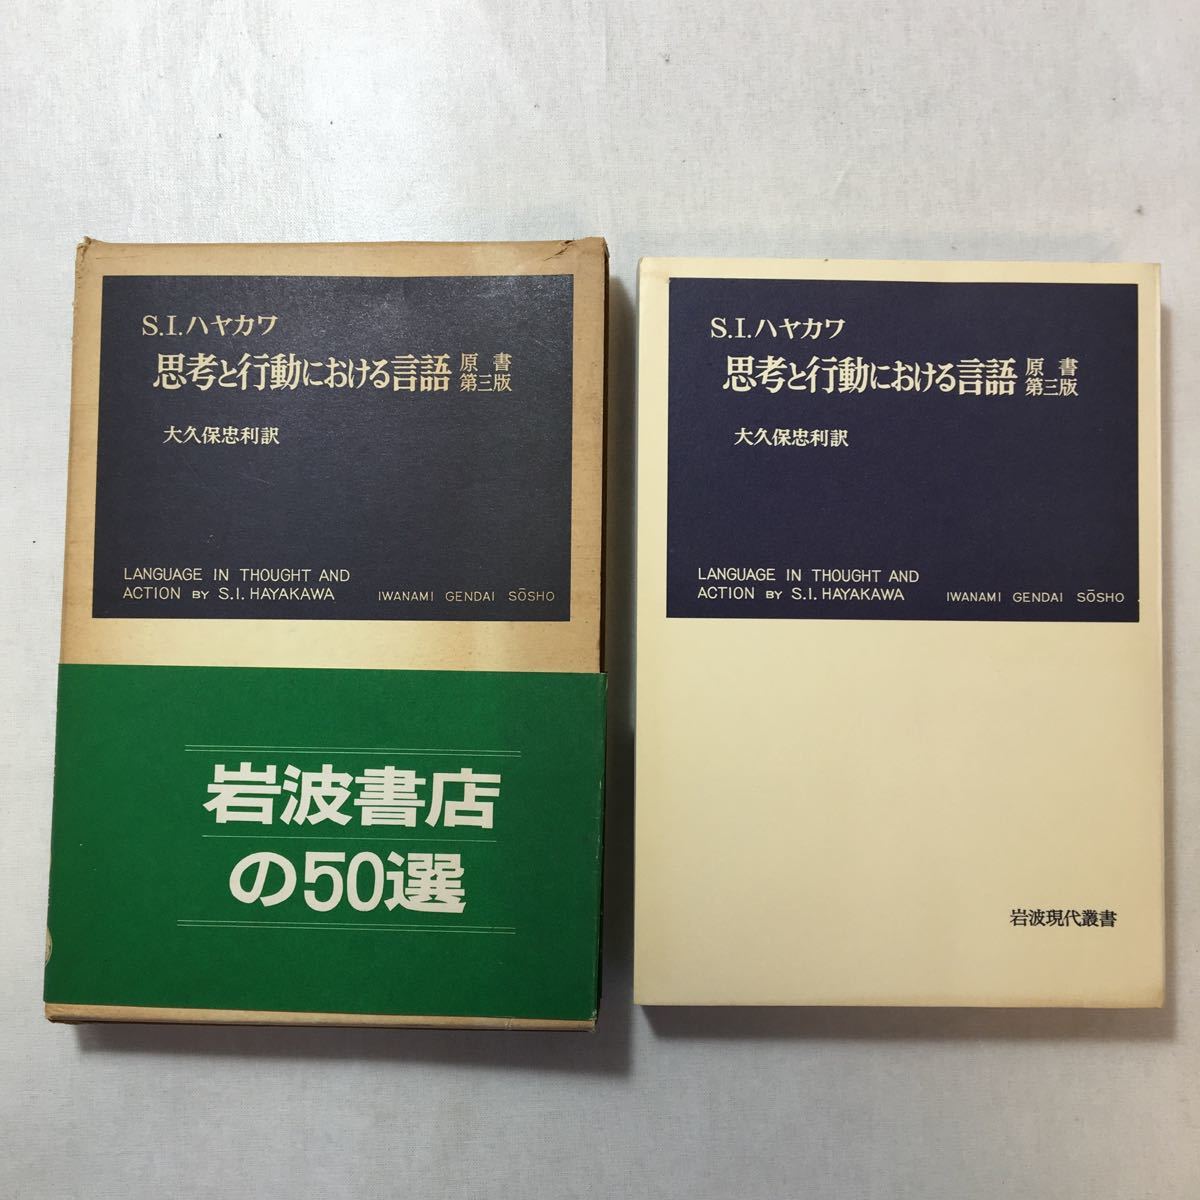 S.I.ハヤカワ
思考と行動における言語 原書第三版
大久保忠利訳
LANGUAGE IN THOUGHT AND
ACTION BY S.I. HAYAKAWA IWANAMI GENDAI SŌSHO
岩波書店
の50選
S.I.ハヤカワ
思考と行動における言語 原書第三版
大久保忠利訳
LANGUAGE IN THOUGHT AND
ACTION BY S.I. HAYAKAWA IWANAMI GENDAI SŌSHO
岩波現代叢書